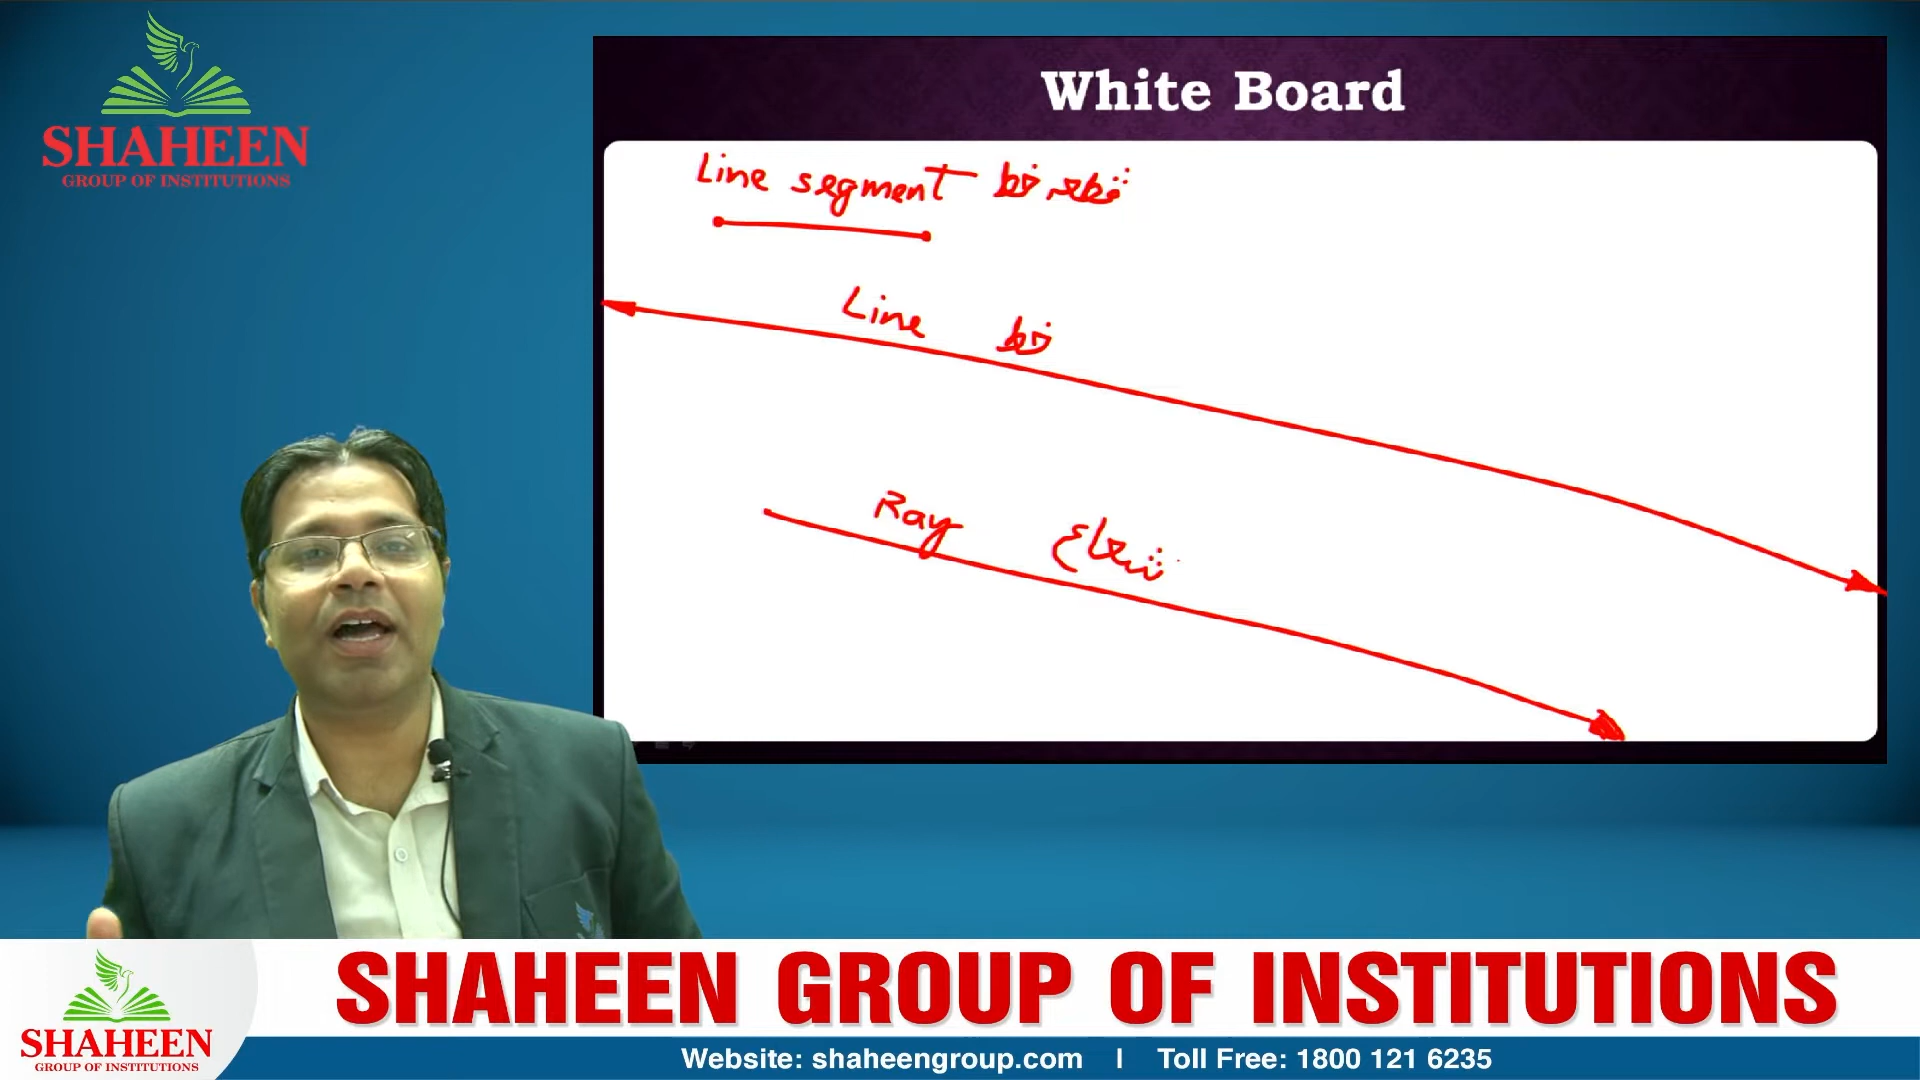 SHAHEEN
GROUP OF INSTITUTIONS
White Board
Line segment قطعہ خط
Line خط
Ray شعاع
SHAHEEN
GROUP OF INSTITUTIONS
SHAHEEN GROUP OF INSTITUTIONS
Website: shaheengroup.com | Toll Free: 1800 121 6235